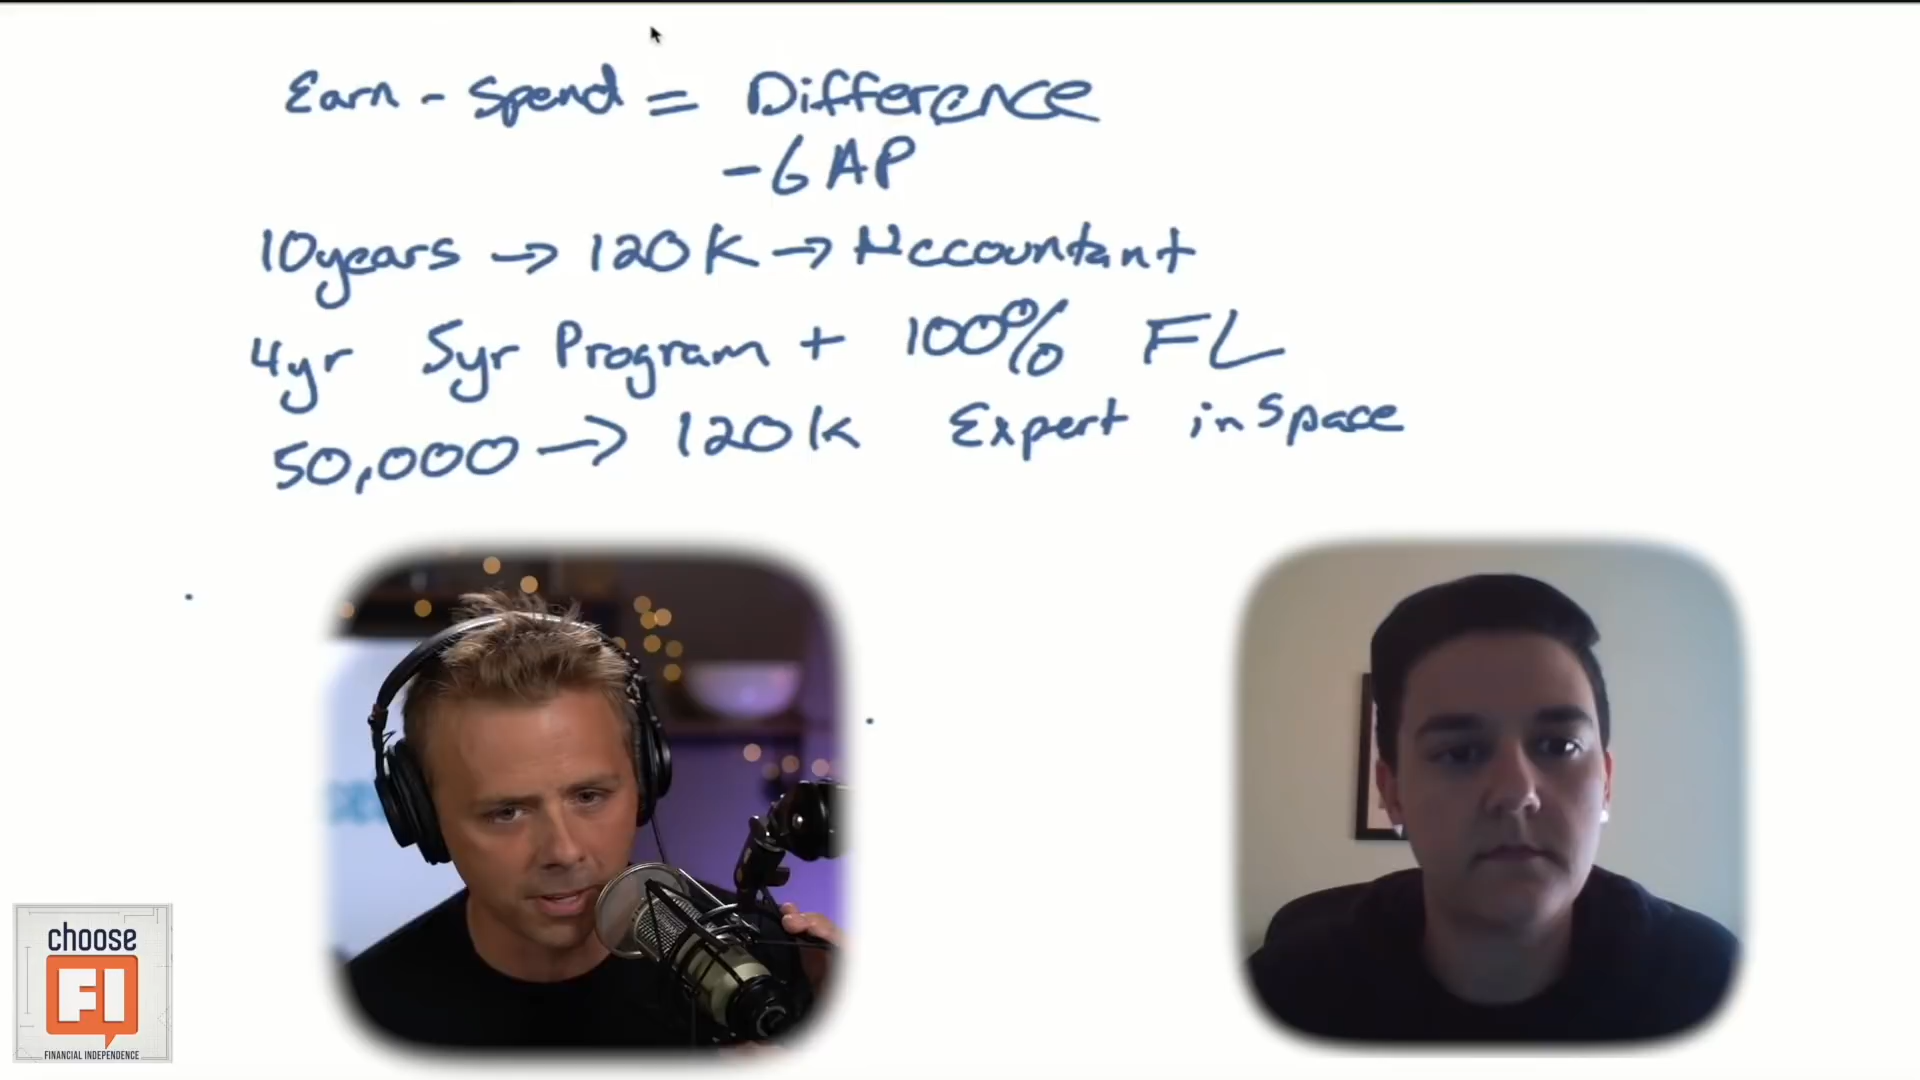 Earn - Spend = Difference
- GAP
10years → 120K → Accountant
4yr 5yr Program + 100% FL
50,000 → 120k Expert in Space
choose
FI
FINANCIAL INDEPENDENCE